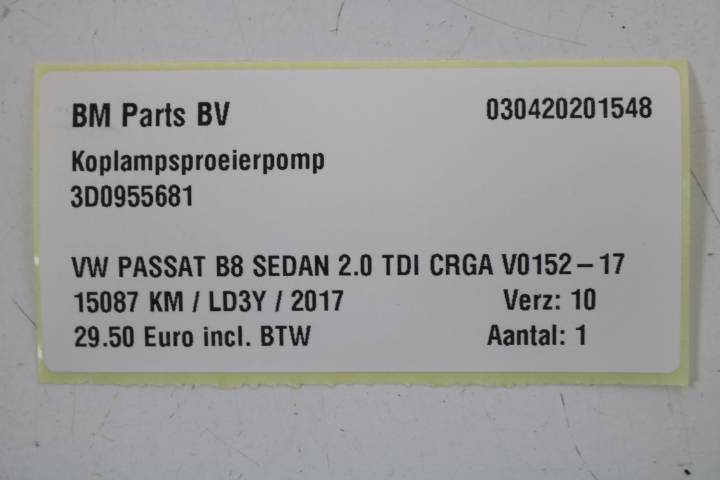 BM Parts BV 030420201548
Koplampsproeierpomp
3D0955681
VW PASSAT B8 SEDAN 2.0 TDI CRGA V0152-17
15087 KM / LD3Y / 2017 Verz: 10
29.50 Euro incl. BTW Aantal: 1